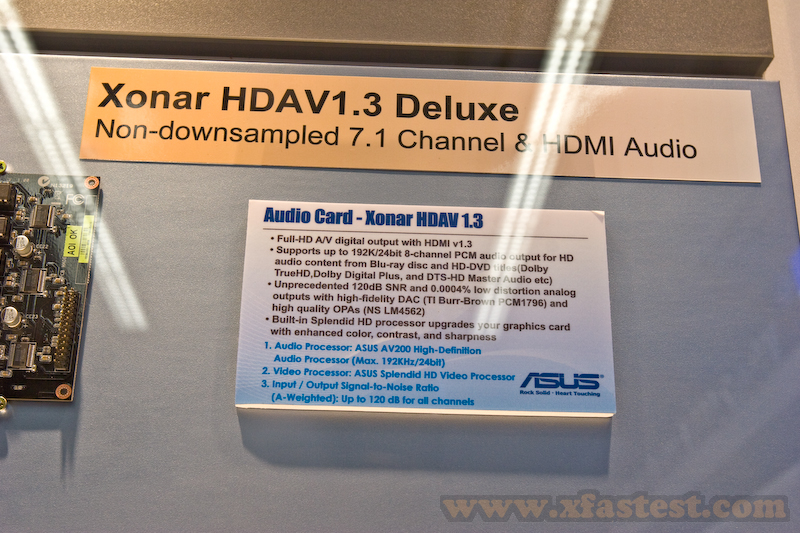 Xonar HDAV1.3 Deluxe
Non-downsampled 7.1 Channel & HDMI Audio
Audio Card - Xonar HDAV 1.3
• Full-HD A/V digital output with HDMI v1.3
• Supports up to 192K/24bit 8-channel PCM audio output for HD
audio content from Blu-ray disc and HD-DVD titles(Dolby
TrueHD,Dolby Digital Plus, and DTS-HD Master Audio etc)
• Unprecedented 120dB SNR and 0.0004% low distortion analog
outputs with high-fidelity DAC (TI Burr-Brown PCM1796) and
high quality OPAs (NS LM4562)
• Built-in Splendid HD processor upgrades your graphics card
with enhanced color, contrast, and sharpness
1. Audio Processor: ASUS AV200 High-Definition
Audio Processor (Max. 192KHz/24bit)
2. Video Processor: ASUS Splendid HD Video Processor
3. Input / Output Signal-to-Noise Ratio
(A-Weighted): Up to 120 dB for all channels
ASUS
Rock Solid · Heart Touching
FC
AOI OK
www.xfastest.com